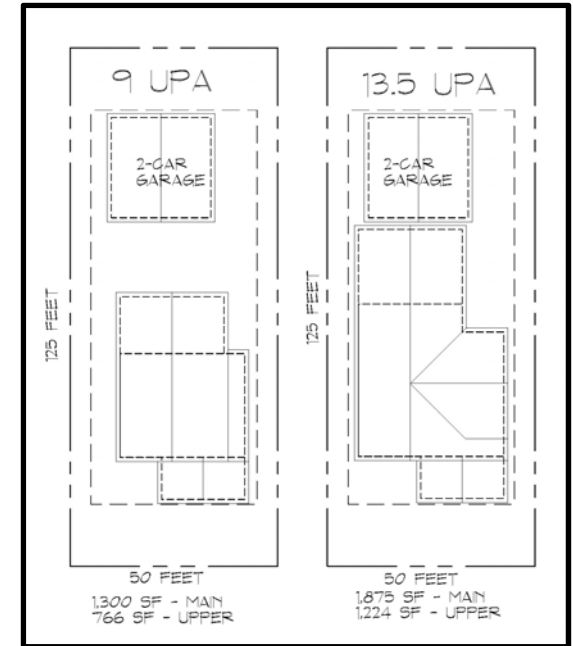 9 UPA
2-CAR
GARAGE
125 FEET
50 FEET
1,300 SF - MAIN
766 SF - UPPER
13.5 UPA
2-CAR
GARAGE
125 FEET
50 FEET
1,875 SF - MAIN
1,224 SF - UPPER